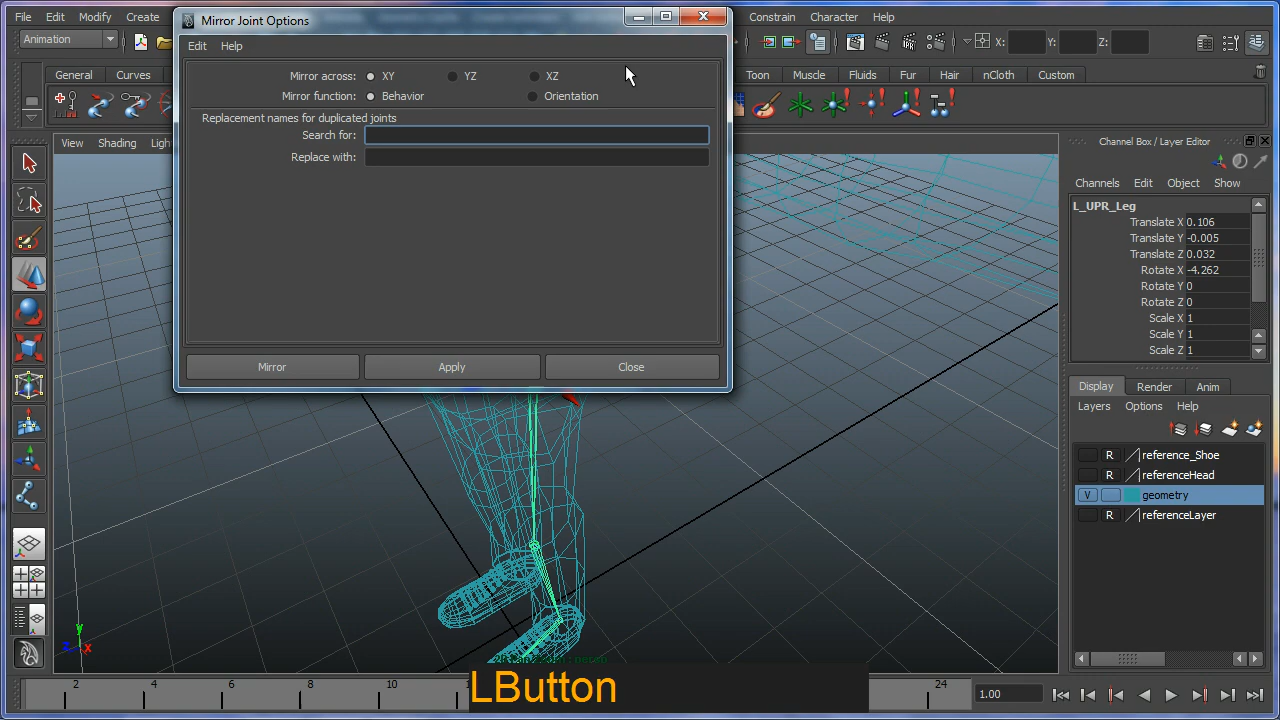 File Edit Modify Create
Mirror Joint Options
Constrain Character Help
Animation
X: Y: Z:
Edit Help
General Curves
Toon Muscle Fluids Fur Hair nCloth Custom
Mirror across: XY YZ XZ
Mirror function: Behavior Orientation
Replacement names for duplicated joints
Search for:
Replace with:
View Shading Ligh
Channel Box / Layer Editor
Channels Edit Object Show
L_UPR_Leg
Translate X 0.106
Translate Y -0.005
Translate Z 0.032
Rotate X -4.262
Rotate Y 0
Rotate Z 0
Scale X 1
Scale Y 1
Scale Z 1
Mirror Apply Close
Display Render Anim
Layers Options Help
R reference_Shoe
R referenceHead
V geometry
R referenceLayer
y
z x
LButton
2 4 6 8 10 24
1.00